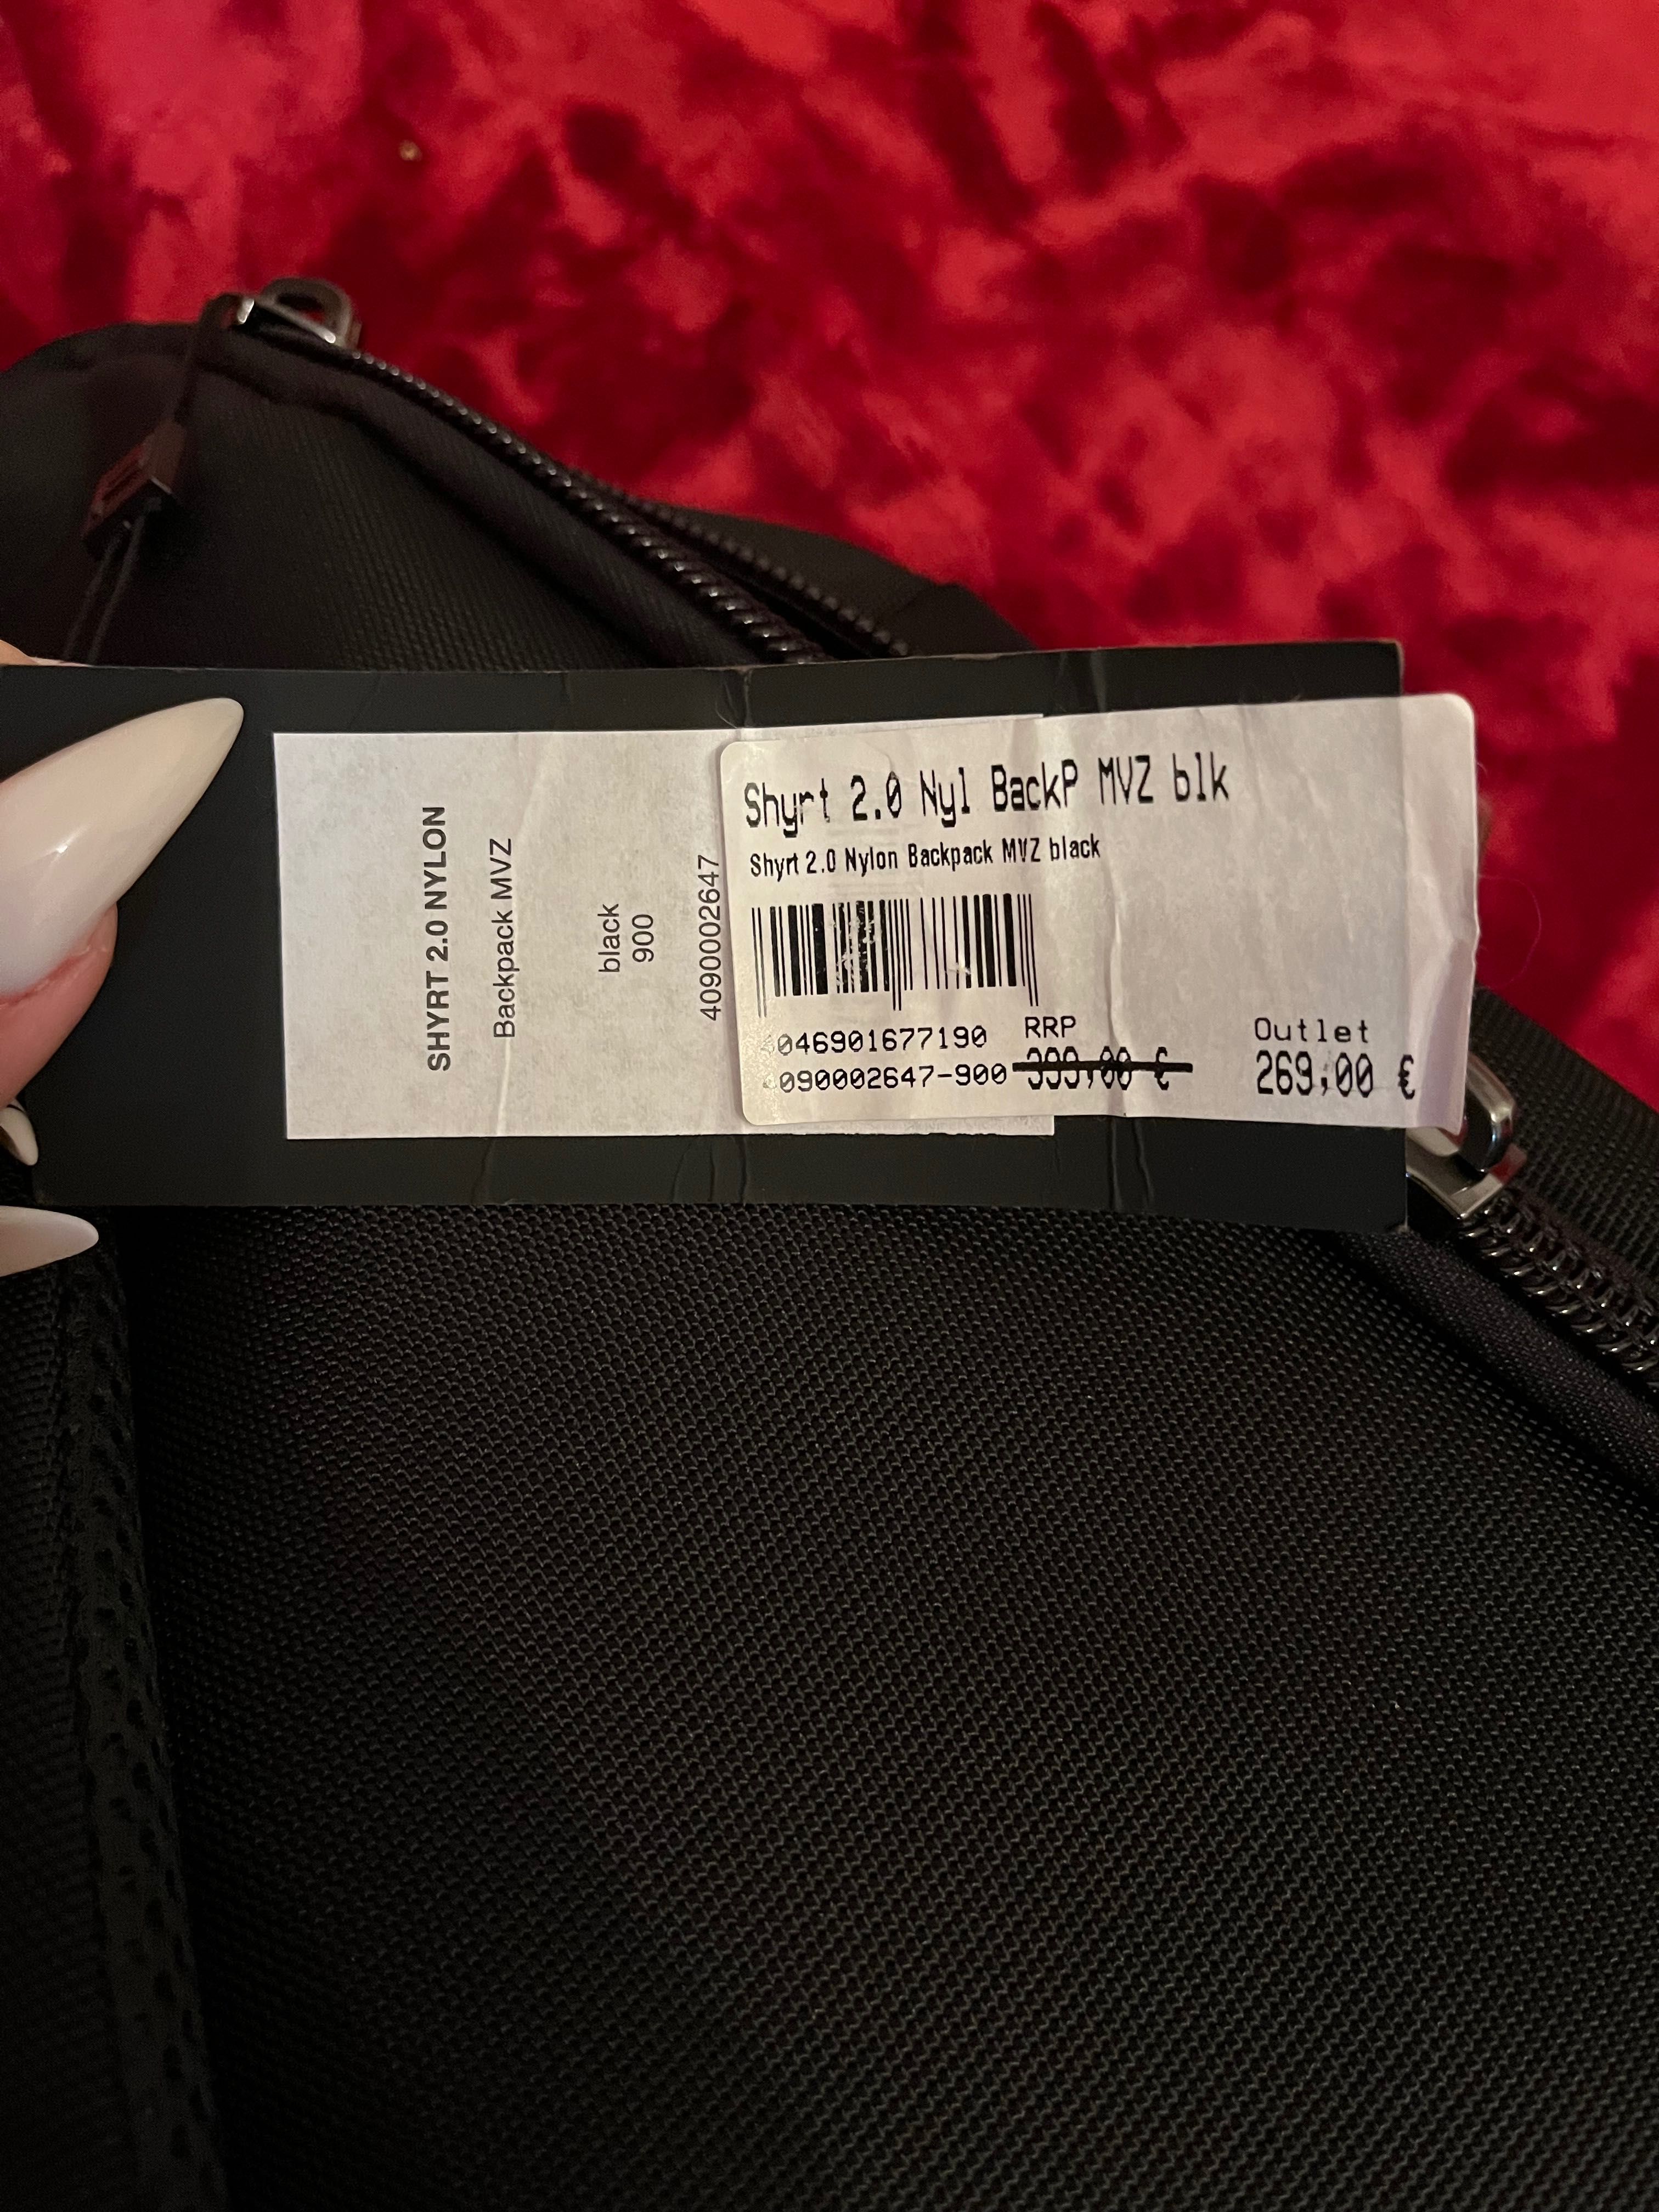 SHYRT 2.0 NYLON
Backpack MVZ
black
900
4090002647
Shyrt 2.0 Nyl BackP MVZ blk
Shyrt 2.0 Nylon Backpack MVZ black
046901677190
090002647-900
RRP
399,00 €
Outlet
269,00 €